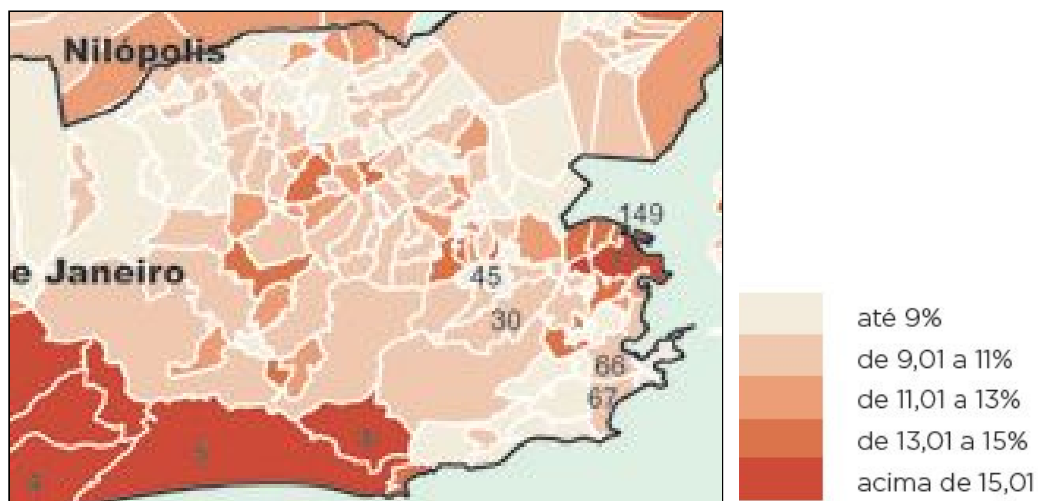 Nilópolis
149
e Janeiro
45
30
66
67
até 9%
de 9,01 a 11%
de 11,01 a 13%
de 13,01 a 15%
acima de 15,01